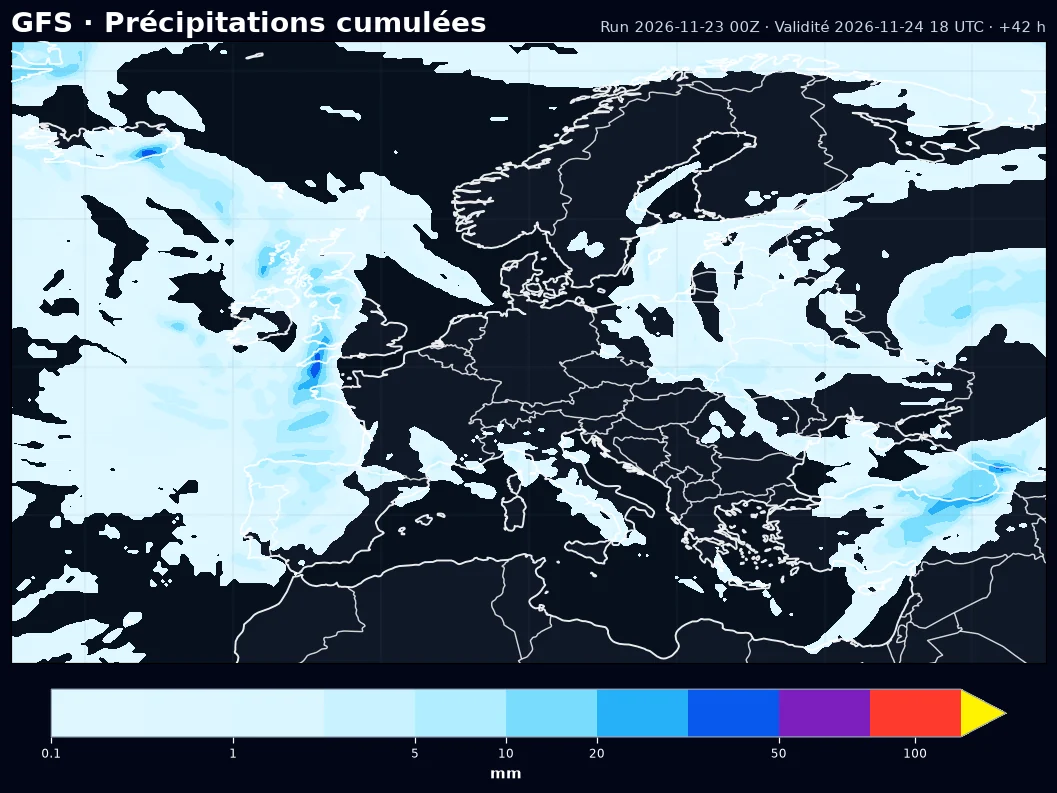 GFS · Précipitations cumulées
Run 2026-11-23 00Z · Validité 2026-11-24 18 UTC · +42 h
0.1 1 5 10 20 50 100
mm